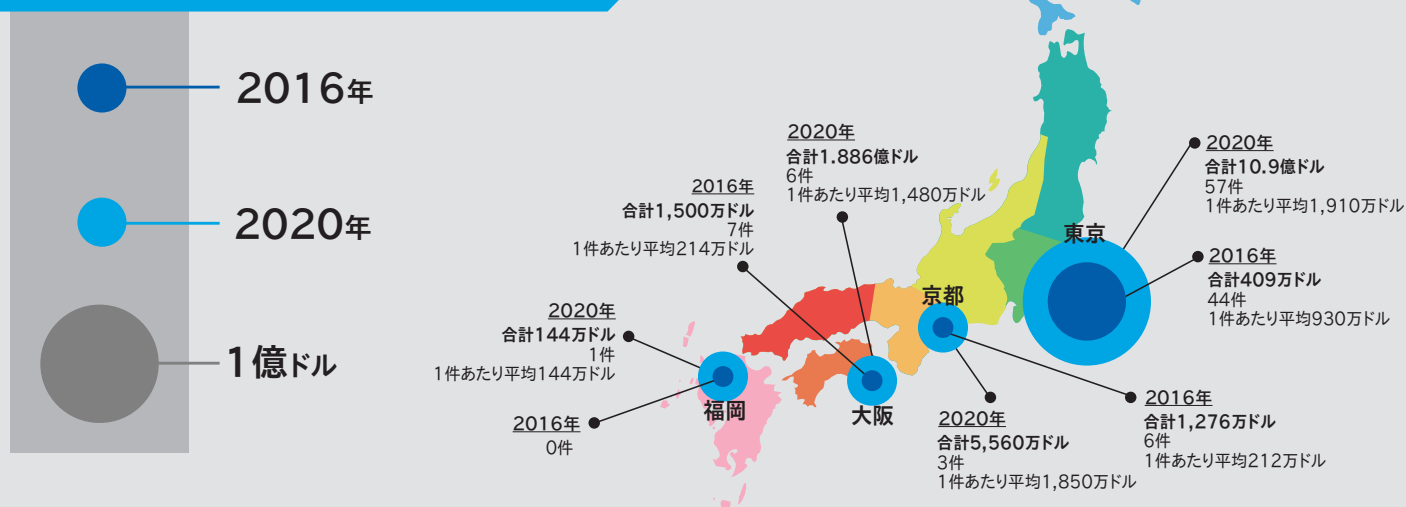 2016年
2020年
1億ドル
2020年
合計144万ドル
1件
1件あたり平均144万ドル
2016年
0件
福岡
2016年
合計1,500万ドル
7件
1件あたり平均214万ドル
2020年
合計1.886億ドル
6件
1件あたり平均1,480万ドル
大阪
京都
2020年
合計5,560万ドル
3件
1件あたり平均1,850万ドル
2016年
合計1,276万ドル
6件
1件あたり平均212万ドル
東京
2020年
合計10.9億ドル
57件
1件あたり平均1,910万ドル
2016年
合計409万ドル
44件
1件あたり平均930万ドル